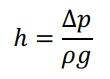 h = Δp / ρg